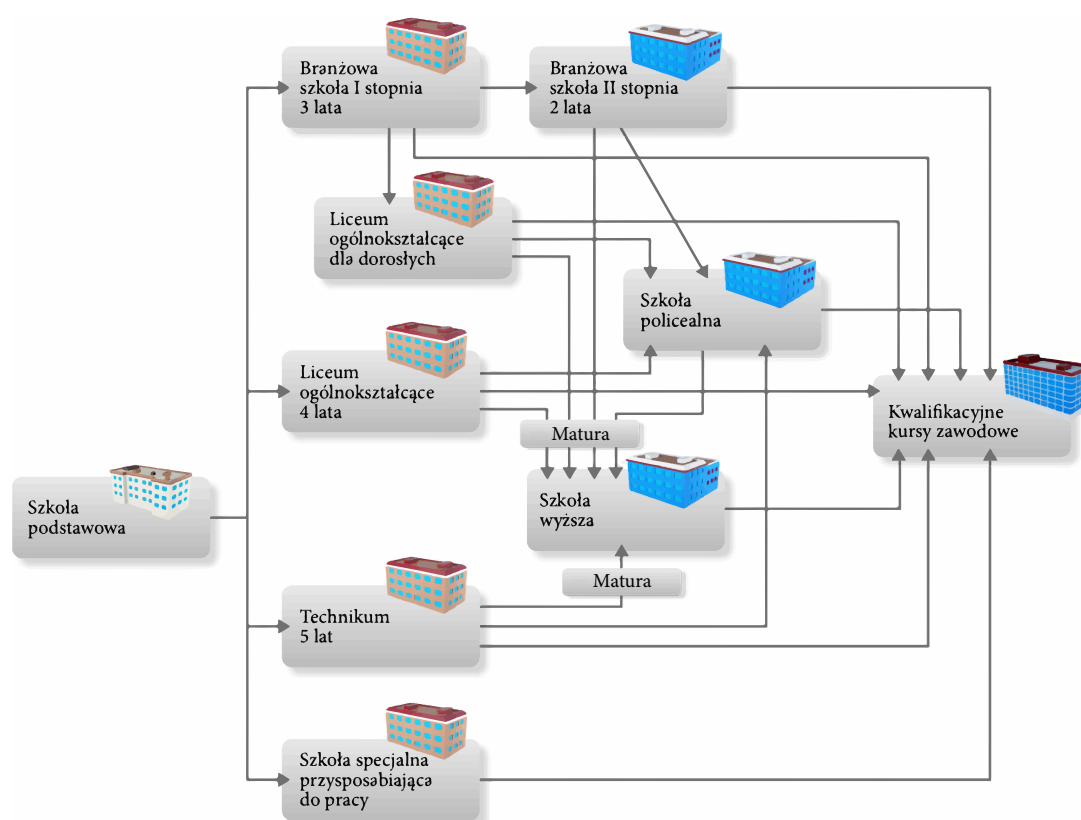 Branżowa
szkoła I stopnia
3 lata
Branżowa
szkoła II stopnia
2 lata
Liceum
ogólnokształcące
dla dorosłych
Szkoła
policealna
Liceum
ogólnokształcące
4 lata
Kwalifikacyjne
kursy zawodowe
Matura
Szkoła
wyższa
Szkoła
podstawowa
Matura
Technikum
5 lat
Szkoła specjalna
przysposabiająca
do pracy